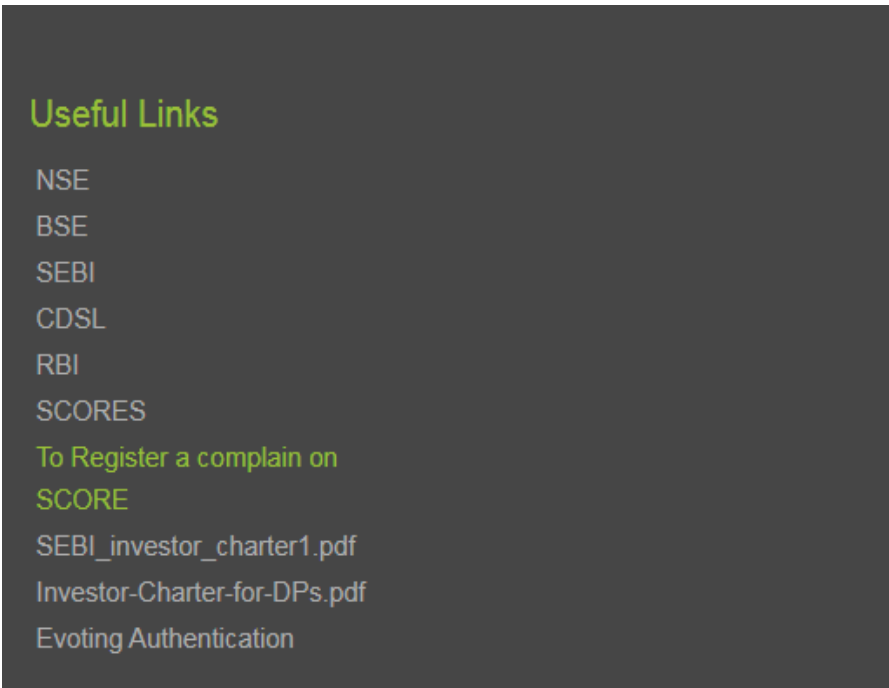 Useful Links
NSE
BSE
SEBI
CDSL
RBI
SCORES
To Register a complain on
SCORE
SEBI_investor_charter1.pdf
Investor-Charter-for-DPs.pdf
Evoting Authentication